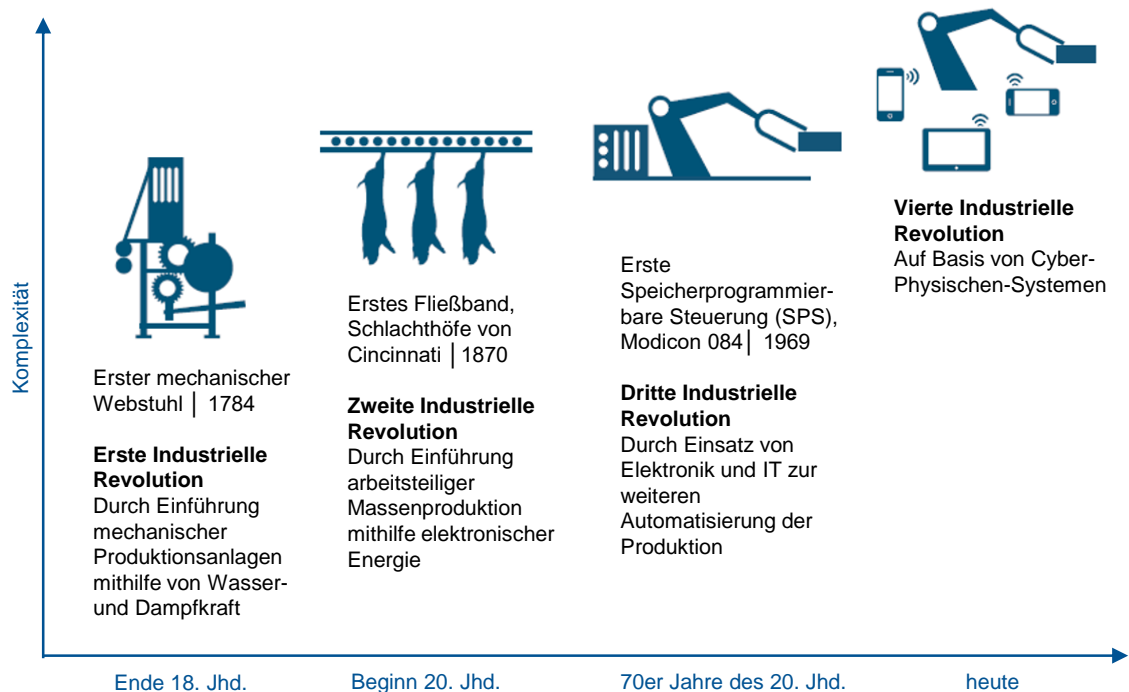 Komplexität
Erster mechanischer
Webstuhl | 1784
Erste Industrielle
Revolution
Durch Einführung
mechanischer
Produktionsanlagen
mithilfe von Wasser-
und Dampfkraft
Erstes Fließband,
Schlachthöfe von
Cincinnati | 1870
Zweite Industrielle
Revolution
Durch Einführung
arbeitsteiliger
Massenproduktion
mithilfe elektronischer
Energie
Erste
Speicherprogrammier-
bare Steuerung (SPS),
Modicon 084| 1969
Dritte Industrielle
Revolution
Durch Einsatz von
Elektronik und IT zur
weiteren
Automatisierung der
Produktion
Vierte Industrielle
Revolution
Auf Basis von Cyber-
Physischen-Systemen
Ende 18. Jhd.
Beginn 20. Jhd.
70er Jahre des 20. Jhd.
heute